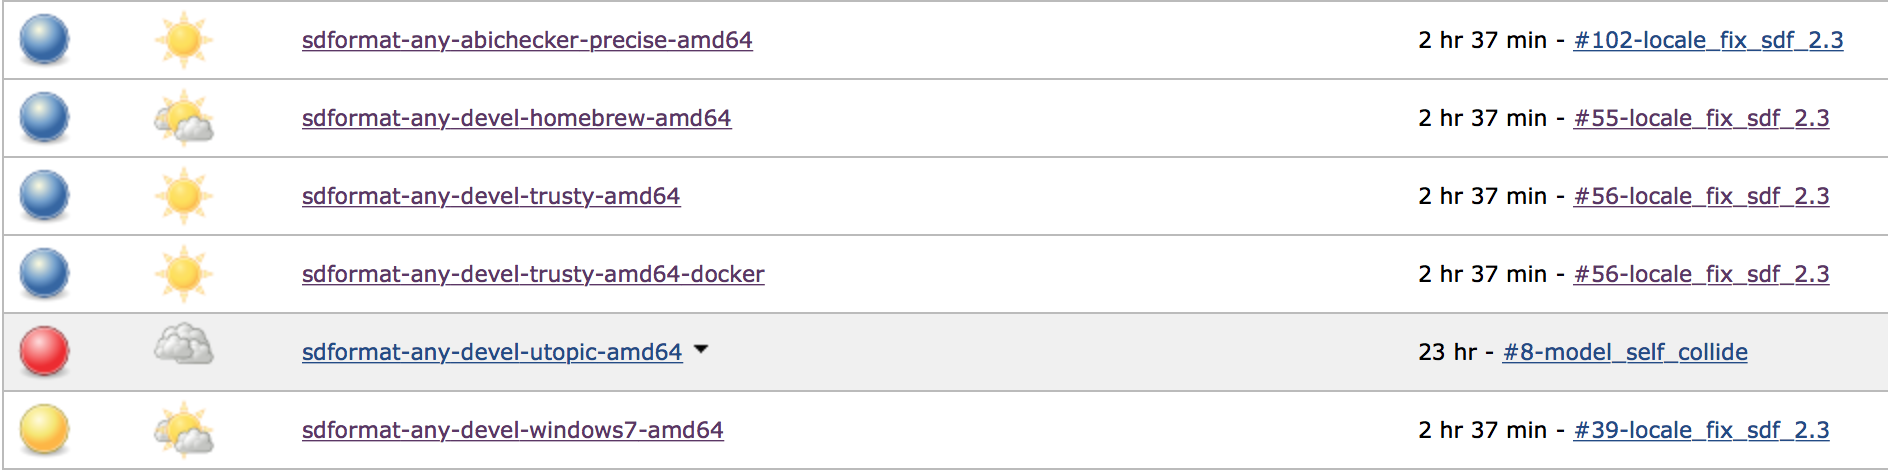 sdformat-any-abichecker-precise-amd64 2 hr 37 min - #102-locale_fix_sdf_2.3
sdformat-any-devel-homebrew-amd64 2 hr 37 min - #55-locale_fix_sdf_2.3
sdformat-any-devel-trusty-amd64 2 hr 37 min - #56-locale_fix_sdf_2.3
sdformat-any-devel-trusty-amd64-docker 2 hr 37 min - #56-locale_fix_sdf_2.3
sdformat-any-devel-utopic-amd64 23 hr - #8-model_self_collide
sdformat-any-devel-windows7-amd64 2 hr 37 min - #39-locale_fix_sdf_2.3